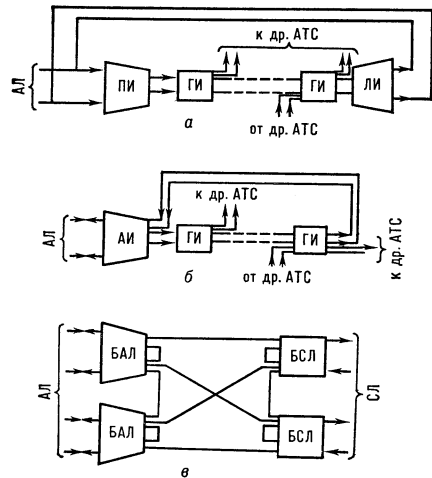 к др. АТС
АЛ
ПИ
ГИ
ГИ
ЛИ
а
от др. АТС
к др. АТС
АЛ
АИ
ГИ
ГИ
б
от др. АТС
к др. АТС
АЛ
БАЛ
БСЛ
СЛ
БАЛ
БСЛ
в